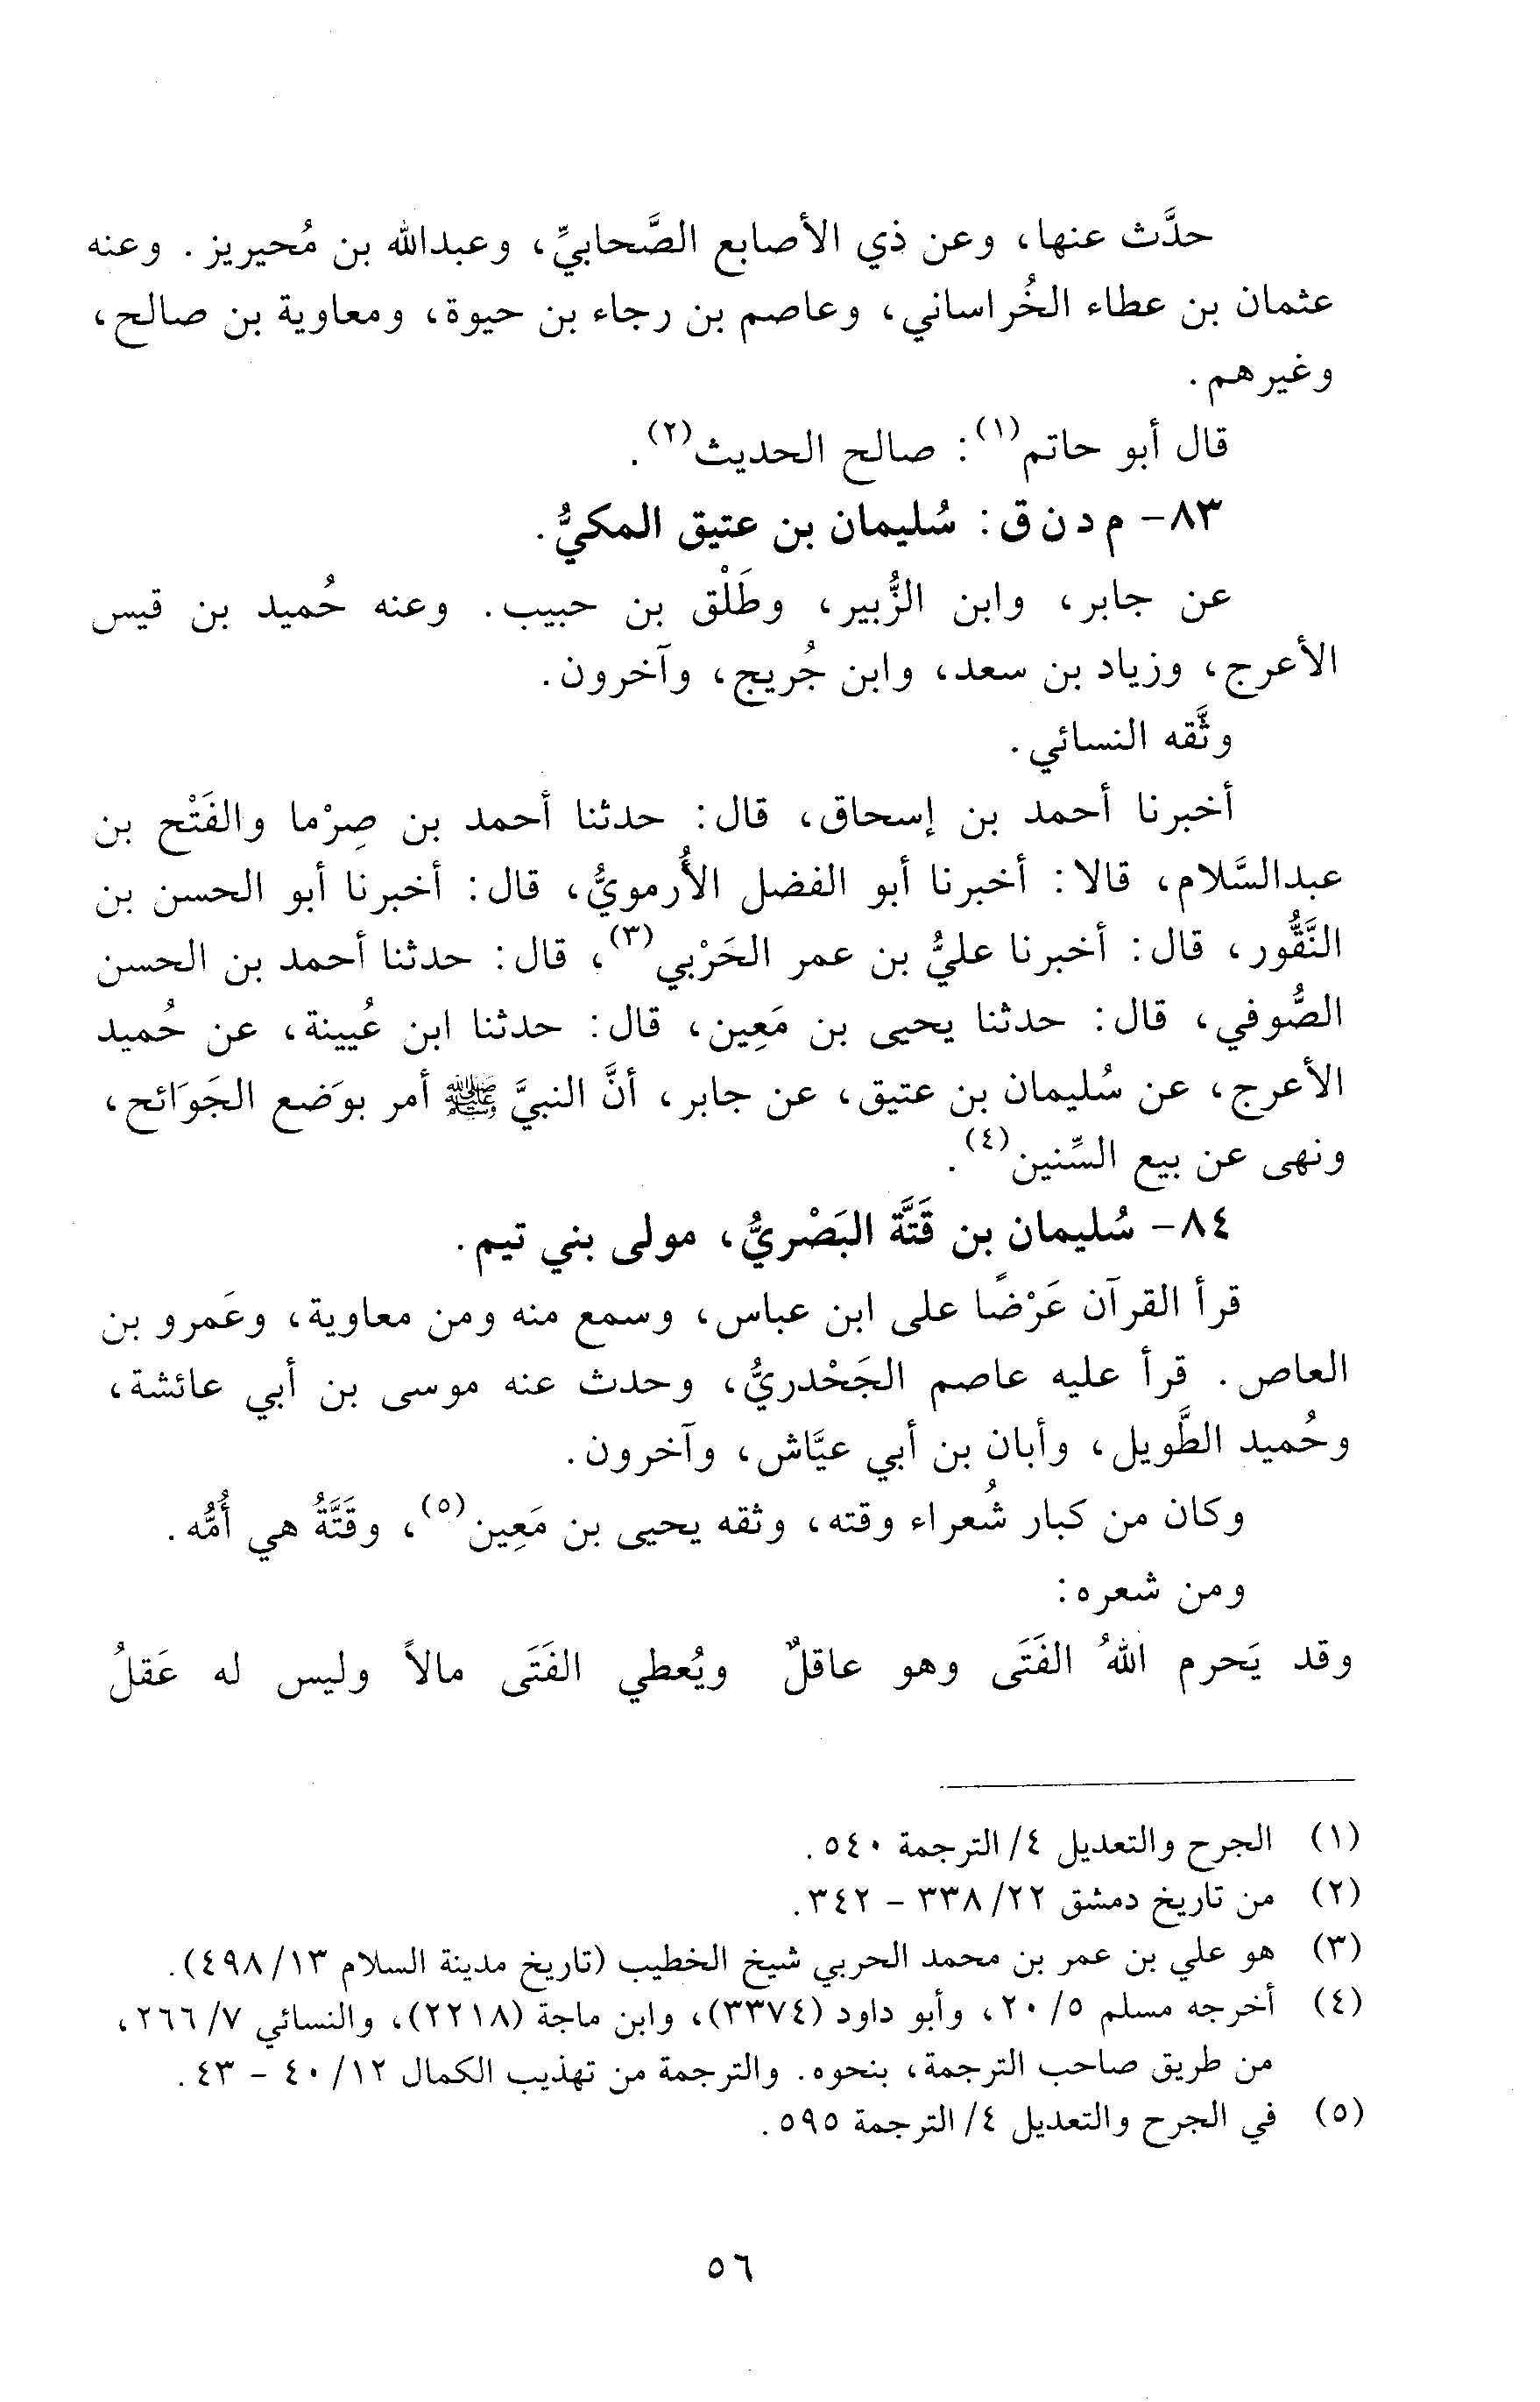 حدَّث عنها، وعن ذي الأصابع الصَّحابيِّ، وعبدالله بن مُحيريز. وعنه
عثمان بن عطاء الخُراساني، وعاصم بن رجاء بن حيوة، ومعاوية بن صالح،
وغيرهم.
قال أبو حاتم(١): صالح الحديث(٢).
٨٣- م د ن ق: سُليمان بن عتيق المكيُّ.
عن جابر، وابن الزُّبير، وطَلْق بن حبيب. وعنه حُميد بن قيس
الأعرج، وزياد بن سعد، وابن جُريج، وآخرون.
وثَّقه النسائي.
أخبرنا أحمد بن إسحاق، قال: حدثنا أحمد بن صِرْما والفَتْح بن
عبدالسَّلام، قالا: أخبرنا أبو الفضل الأُرمويُّ، قال: أخبرنا أبو الحسن بن
النَّقُّور، قال: أخبرنا عليُّ بن عمر الحَرْبي(٣)، قال: حدثنا أحمد بن الحسن
الصُّوفي، قال: حدثنا يحيى بن مَعِين، قال: حدثنا ابن عُيينة، عن حُميد
الأعرج، عن سُليمان بن عتيق، عن جابر، أنَّ النبيَّ ﷺ أمر بوَضع الجَوَائح،
ونهى عن بيع السِّنين(٤).
٨٤- سُليمان بن قَتَّة البَصْريُّ، مولى بني تيم.
قرأ القرآن عَرْضًا على ابن عباس، وسمع منه ومن معاوية، وعَمرو بن
العاص. قرأ عليه عاصم الجَحْدريُّ، وحدث عنه موسى بن أبي عائشة،
وحُميد الطَّويل، وأبان بن أبي عيَّاش، وآخرون.
وكان من كبار شُعراء وقته، وثقه يحيى بن مَعِين(٥)، وقَتَّةُ هي أُمُّه.
ومن شعره:
وقد يَحرم اللهُ الفَتَى وهو عاقلٌ ويُعطي الفَتَى مالاً وليس له عَقلُ
(١) الجرح والتعديل ٤/ الترجمة ٥٤٠.
(٢) من تاريخ دمشق ٢٢/ ٣٣٨ - ٣٤٢.
(٣) هو علي بن عمر بن محمد الحربي شيخ الخطيب (تاريخ مدينة السلام ١٣/ ٤٩٨).
(٤) أخرجه مسلم ٥/ ٢٠، وأبو داود (٣٣٧٤)، وابن ماجة (٢٢١٨)، والنسائي ٧/ ٢٦٦،
من طريق صاحب الترجمة، بنحوه. والترجمة من تهذيب الكمال ١٢/ ٤٠ - ٤٣.
(٥) في الجرح والتعديل ٤/ الترجمة ٥٩٥.
٥٦